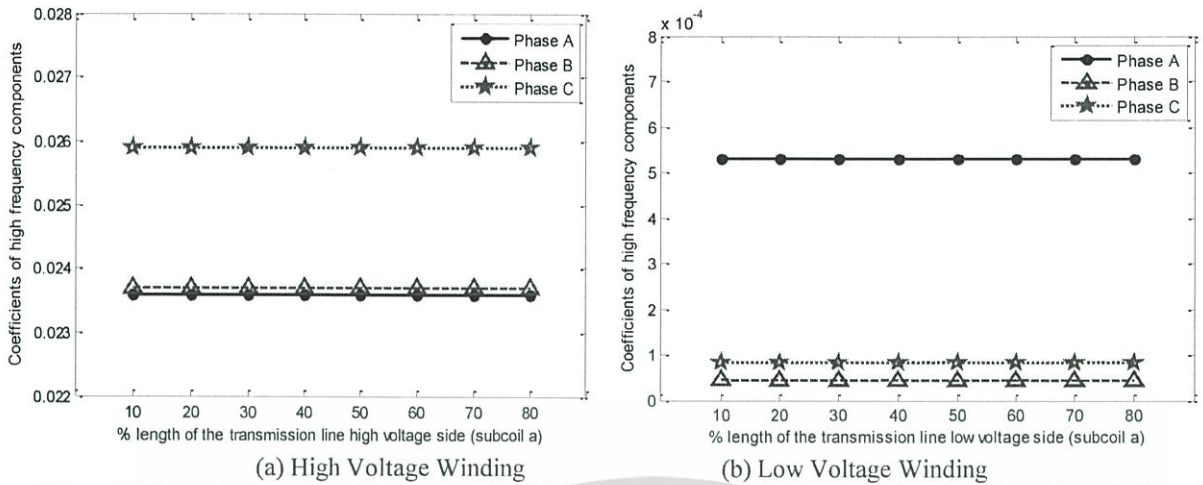 0.028
0.027
0.026
0.025
0.024
0.023
0.022
Coefficients of high frequency components
Phase A
Phase B
Phase C
10 20 30 40 50 60 70 80
% length of the transmission line high voltage side (subcoil a)
(a) High Voltage Winding
x 10⁻⁴
8
7
6
5
4
3
2
1
0
Coefficients of high frequency components
Phase A
Phase B
Phase C
10 20 30 40 50 60 70 80
% length of the transmission line low voltage side (subcoil a)
(b) Low Voltage Winding